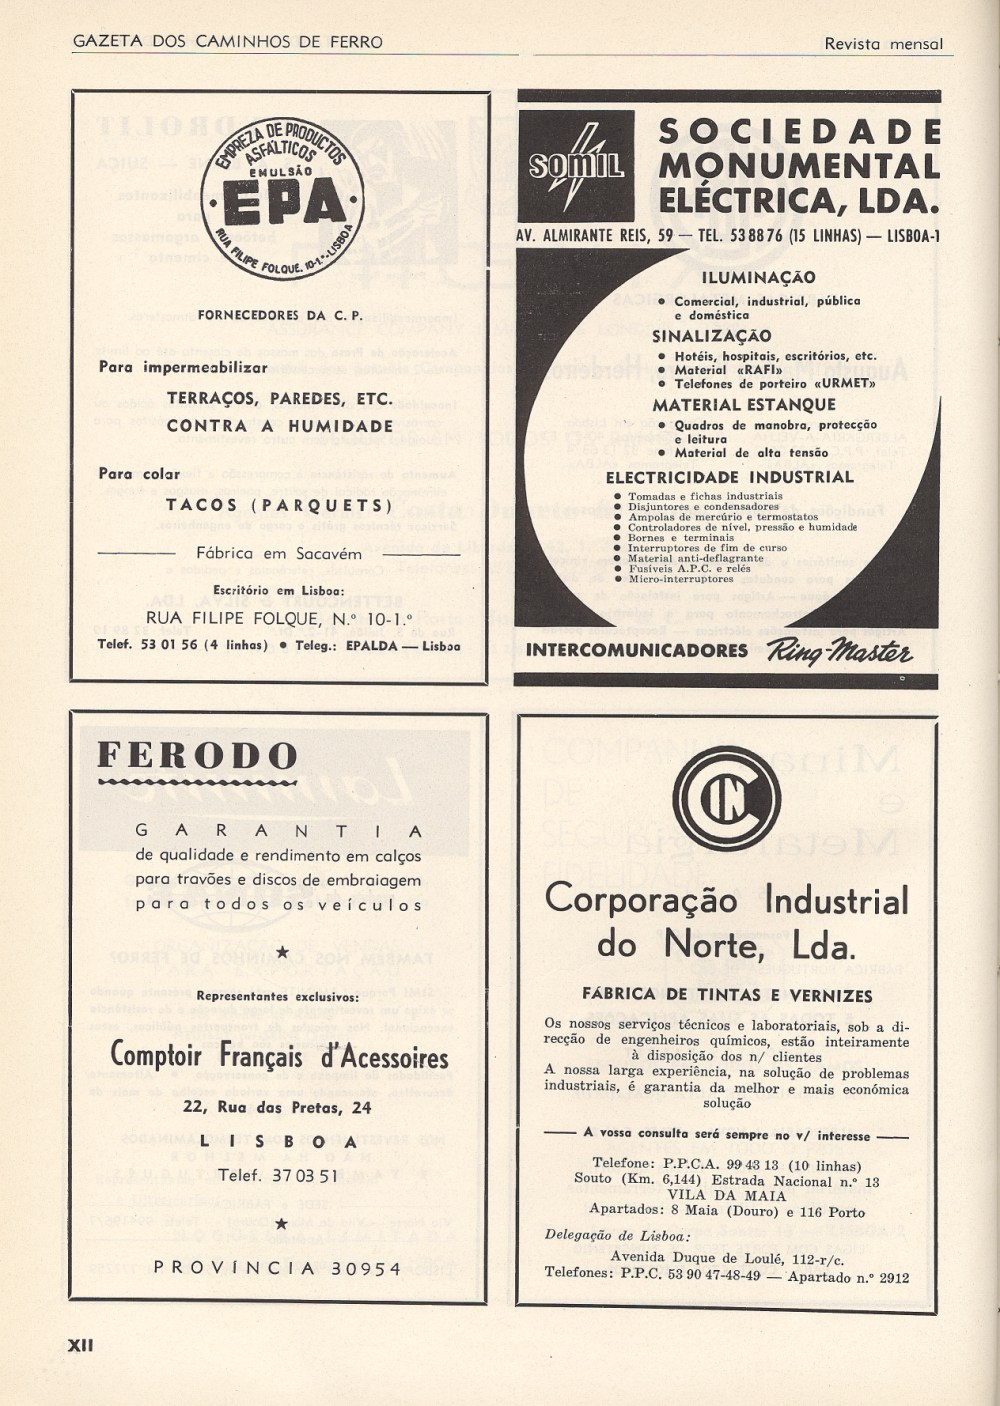 GAZETA DOS CAMINHOS DE FERRO
Revista mensal
EMPREZA DE PRODUCTOS
ASFÁLTICOS
EMULSÃO
EPA
RUA FILIPE FOLQUE, 10-1.º-LISBOA
FORNECEDORES DA C. P.
Para impermeabilizar
TERRAÇOS, PAREDES, ETC.
CONTRA A HUMIDADE
Para colar
TACOS (PARQUETS)
Fábrica em Sacavém
Escritório em Lisboa:
RUA FILIPE FOLQUE, N.º 10-1.º
Telef. 53 01 56 (4 linhas) ● Teleg.: EPALDA — Lisboa
SOMIL
SOCIEDADE
MONUMENTAL
ELÉCTRICA, LDA.
AV. ALMIRANTE REIS, 59 — TEL. 538876 (15 LINHAS) — LISBOA-1
ILUMINAÇÃO
● Comercial, industrial, pública
e doméstica
SINALIZAÇÃO
● Hotéis, hospitais, escritórios, etc.
● Material «RAFI»
● Telefones de porteiro «URMET»
MATERIAL ESTANQUE
● Quadros de manobra, protecção
e leitura
● Material de alta tensão
ELECTRICIDADE INDUSTRIAL
● Tomadas e fichas industriais
● Disjuntores e condensadores
● Ampolas de mercúrio e termostatos
● Controladores de nível, pressão e humidade
● Bornes e terminais
● Interruptores de fim de curso
● Material anti-deflagrante
● Fusíveis A.P.C. e relés
● Micro-interruptores
INTERCOMUNICADORES Ring-Master
FERODO
GARANTIA
de qualidade e rendimento em calços
para travões e discos de embraiagem
para todos os veículos
★
Representantes exclusivos:
Comptoir Français d'Acessoires
22, Rua das Pretas, 24
LISBOA
Telef. 37 03 51
★
PROVÍNCIA 30954
CIN
Corporação Industrial
do Norte, Lda.
FÁBRICA DE TINTAS E VERNIZES
Os nossos serviços técnicos e laboratoriais, sob a di-
recção de engenheiros químicos, estão inteiramente
à disposição dos n/ clientes
A nossa larga experiência, na solução de problemas
industriais, é garantia da melhor e mais económica
solução
A vossa consulta será sempre no v/ interesse
Telefone: P.P.C.A. 99 43 13 (10 linhas)
Souto (Km. 6,144) Estrada Nacional n.º 13
VILA DA MAIA
Apartados: 8 Maia (Douro) e 116 Porto
Delegação de Lisboa:
Avenida Duque de Loulé, 112-r/c.
Telefones: P.P.C. 53 90 47-48-49 — Apartado n.º 2912
XII